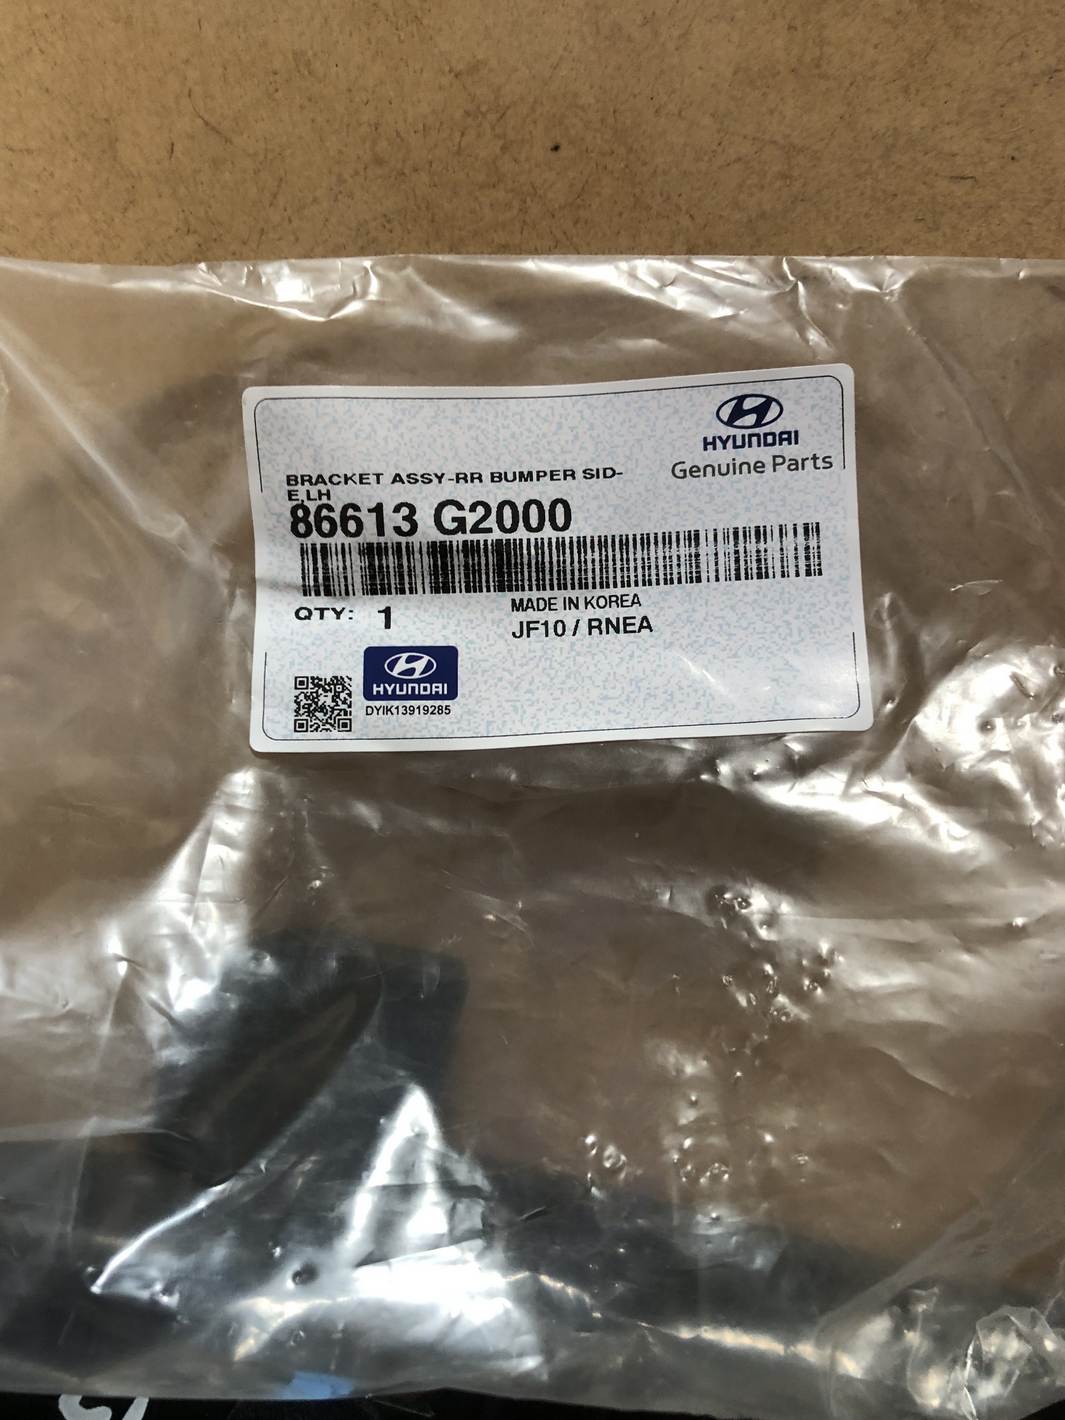 HYUNDAI
Genuine Parts
BRACKET ASSY-RR BUMPER SID-
E,LH
86613 G2000
QTY: 1
MADE IN KOREA
JF10 / RNEA
HYUNDAI
DYIK13919285